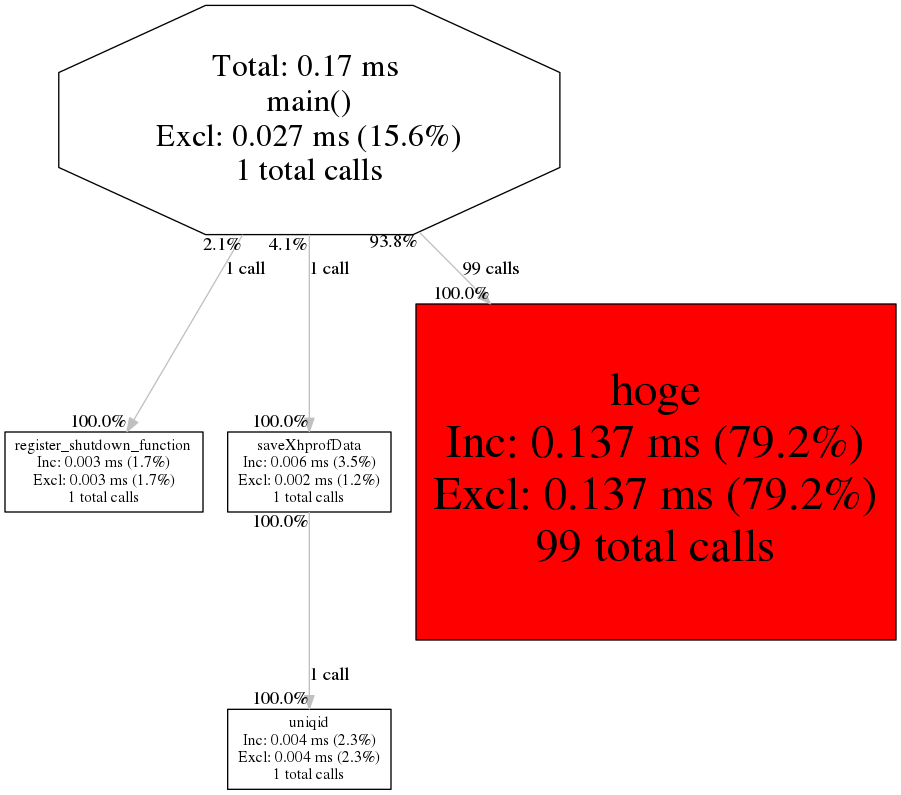 Total: 0.17 ms
main()
Excl: 0.027 ms (15.6%)
1 total calls
2.1%
4.1%
93.8%
1 call
1 call
99 calls
100.0%
hoge
Inc: 0.137 ms (79.2%)
Excl: 0.137 ms (79.2%)
99 total calls
100.0%
register_shutdown_function
Inc: 0.003 ms (1.7%)
Excl: 0.003 ms (1.7%)
1 total calls
100.0%
saveXhprofData
Inc: 0.006 ms (3.5%)
Excl: 0.002 ms (1.2%)
1 total calls
100.0%
1 call
100.0%
uniqid
Inc: 0.004 ms (2.3%)
Excl: 0.004 ms (2.3%)
1 total calls